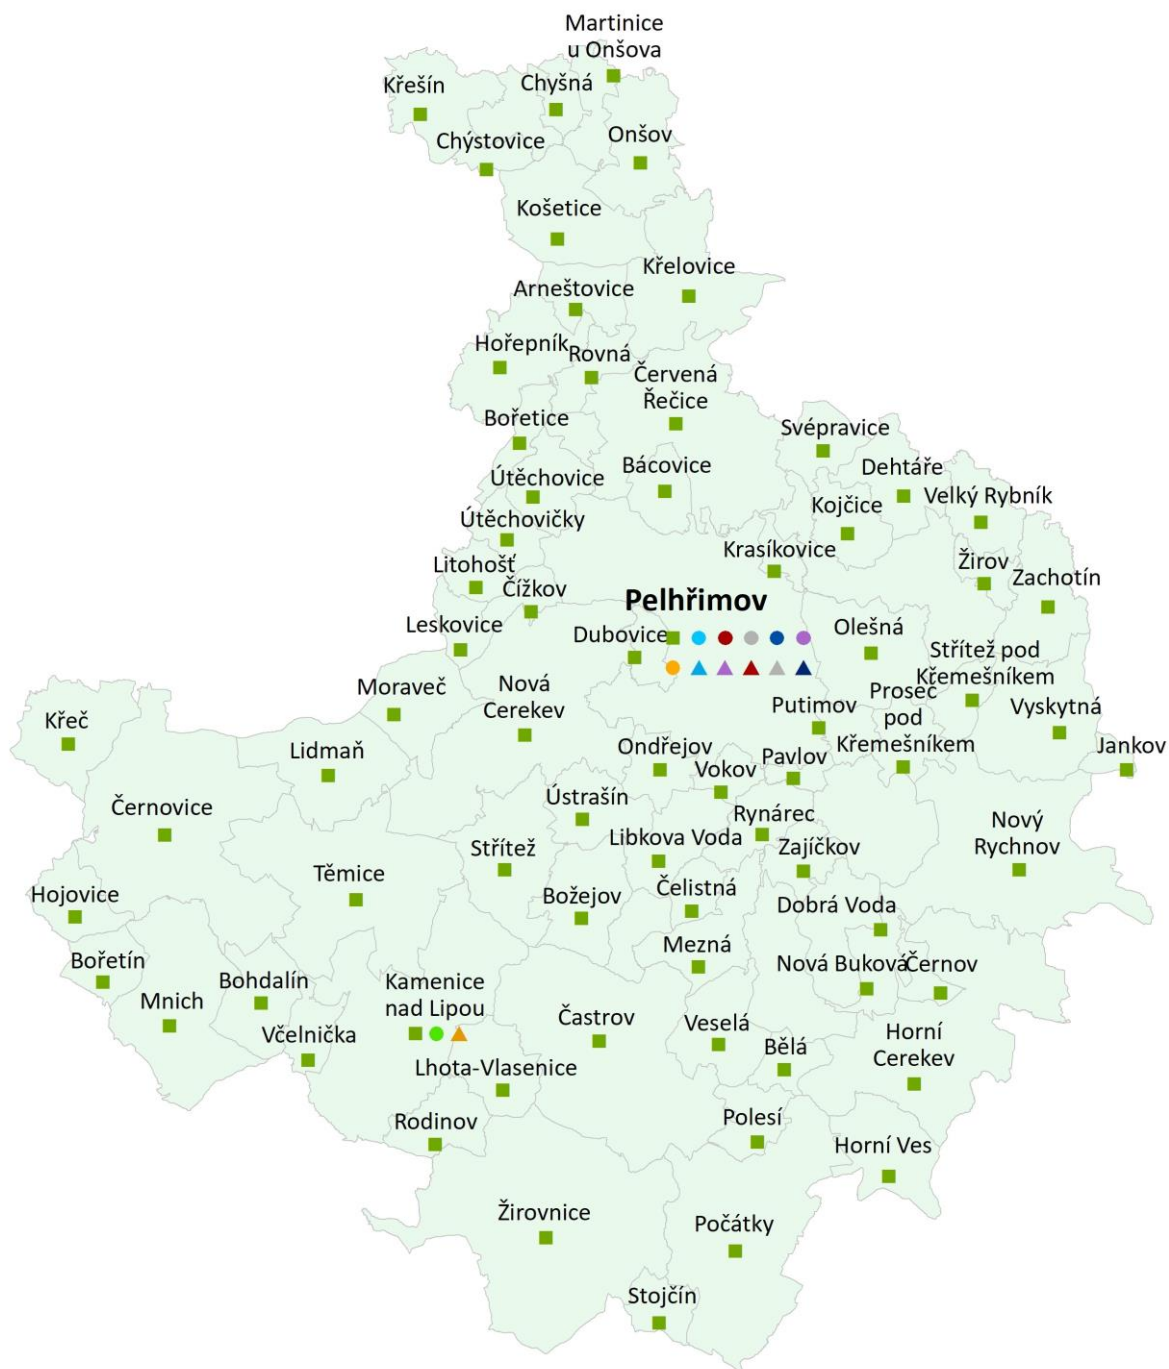 Martinice
u Onšova
Křešín
Chyšná
Chýstovice
Onšov
Košetice
Křelovice
Arneštovice
Hořepník
Rovná
Červená
Řečice
Bořetice
Svépravice
Bácovice
Dehtáře
Útěchovice
Velký Rybník
Kojčice
Útěchovičky
Krasíkovice
Litohošť
Žirov
Čížkov
Zachotín
Pelhřimov
Leskovice
Dubovice
Olešná
Střítež pod
Křemešníkem
Moraveč
Nová
Cerekev
Proseč
pod
Křemešníkem
Putimov
Vyskytná
Křeč
Lidmaň
Ondřejov
Pavlov
Jankov
Vokov
Černovice
Ústrašín
Rynárec
Nový
Rychnov
Libkova Voda
Střítež
Zajíčkov
Těmice
Hojovice
Božejov
Čelistná
Dobrá Voda
Bořetín
Mezná
Nová Buková
Černov
Bohdalín
Kamenice
nad Lipou
Mnich
Včelnička
Častrov
Veselá
Bělá
Horní
Cerekev
Lhota-Vlasenice
Rodinov
Polesí
Horní Ves
Žirovnice
Počátky
Stojčín